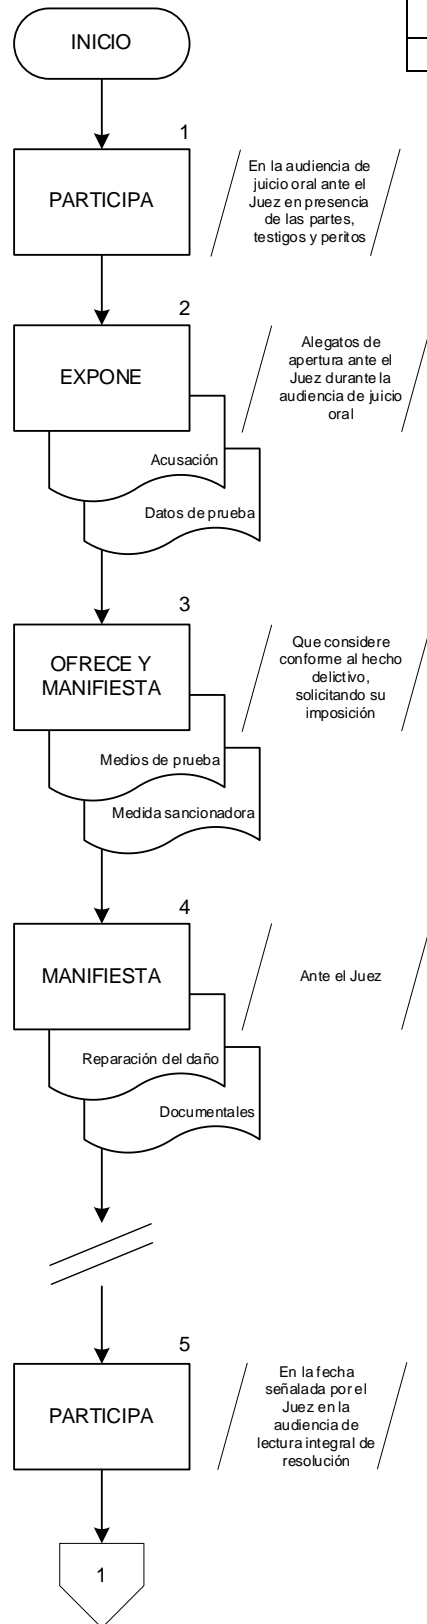 INICIO
1
PARTICIPA
En la audiencia de
juicio oral ante el
Juez en presencia
de las partes,
testigos y peritos
2
EXPONE
Alegatos de
apertura ante el
Juez durante la
audiencia de juicio
oral
Acusación
Datos de prueba
3
OFRECE Y
MANIFIESTA
Que considere
conforme al hecho
delictivo,
solicitando su
imposición
Medios de prueba
Medida sancionadora
4
MANIFIESTA
Ante el Juez
Reparación del daño
Documentales
5
PARTICIPA
En la fecha
señalada por el
Juez en la
audiencia de
lectura integral de
resolución
1